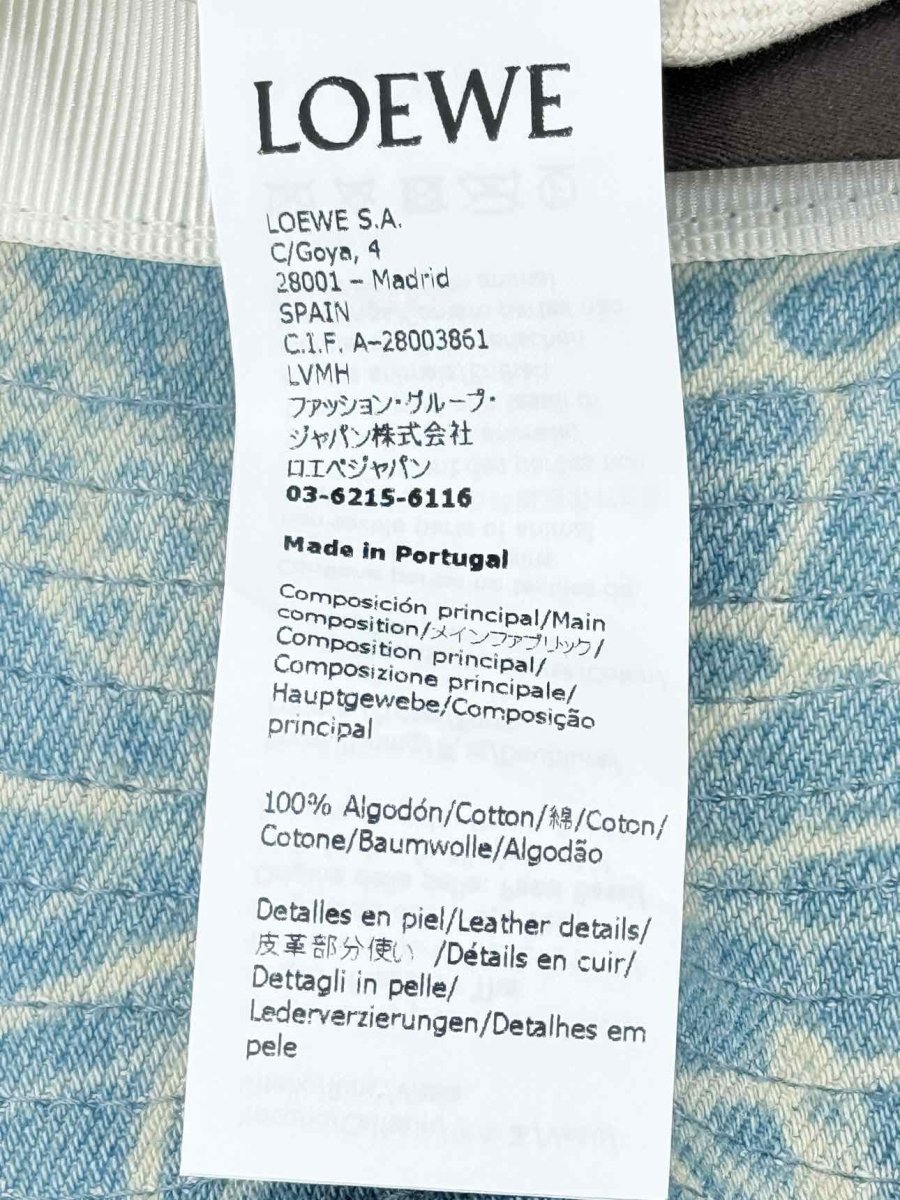 LOEWE
LOEWE S.A.
C/Goya, 4
28001 – Madrid
SPAIN
C.I.F. A-28003861
LVMH
ファッション・グループ・
ジャパン株式会社
ロエベジャパン
03-6215-6116
Made in Portugal
Composición principal/Main
composition/メインファブリック/
Composition principal/
Composizione principale/
Hauptgewebe/Composição
principal
100% Algodón/Cotton/綿/Coton/
Cotone/Baumwolle/Algodão
Detalles en piel/Leather details/
皮革部分使い /Détails en cuir/
Dettagli in pelle/
Lederverzierungen/Detalhes em
pele